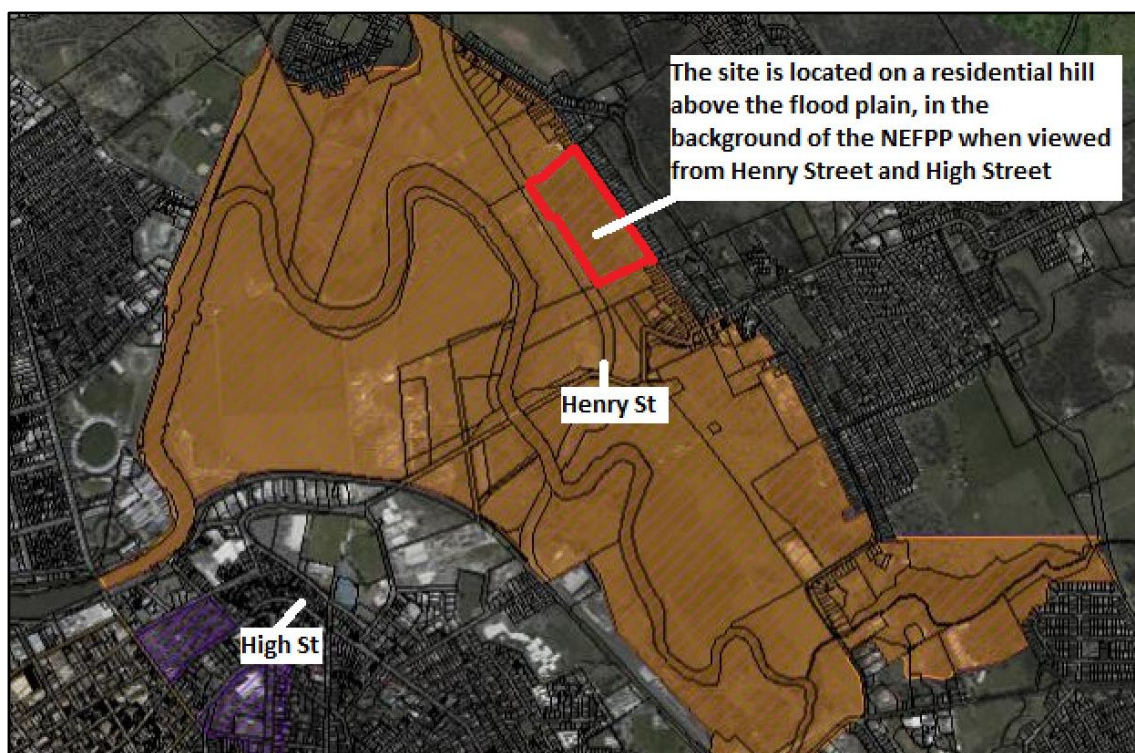 The site is located on a residential hill
above the flood plain, in the
background of the NEFPP when viewed
from Henry Street and High Street
Henry St
High St